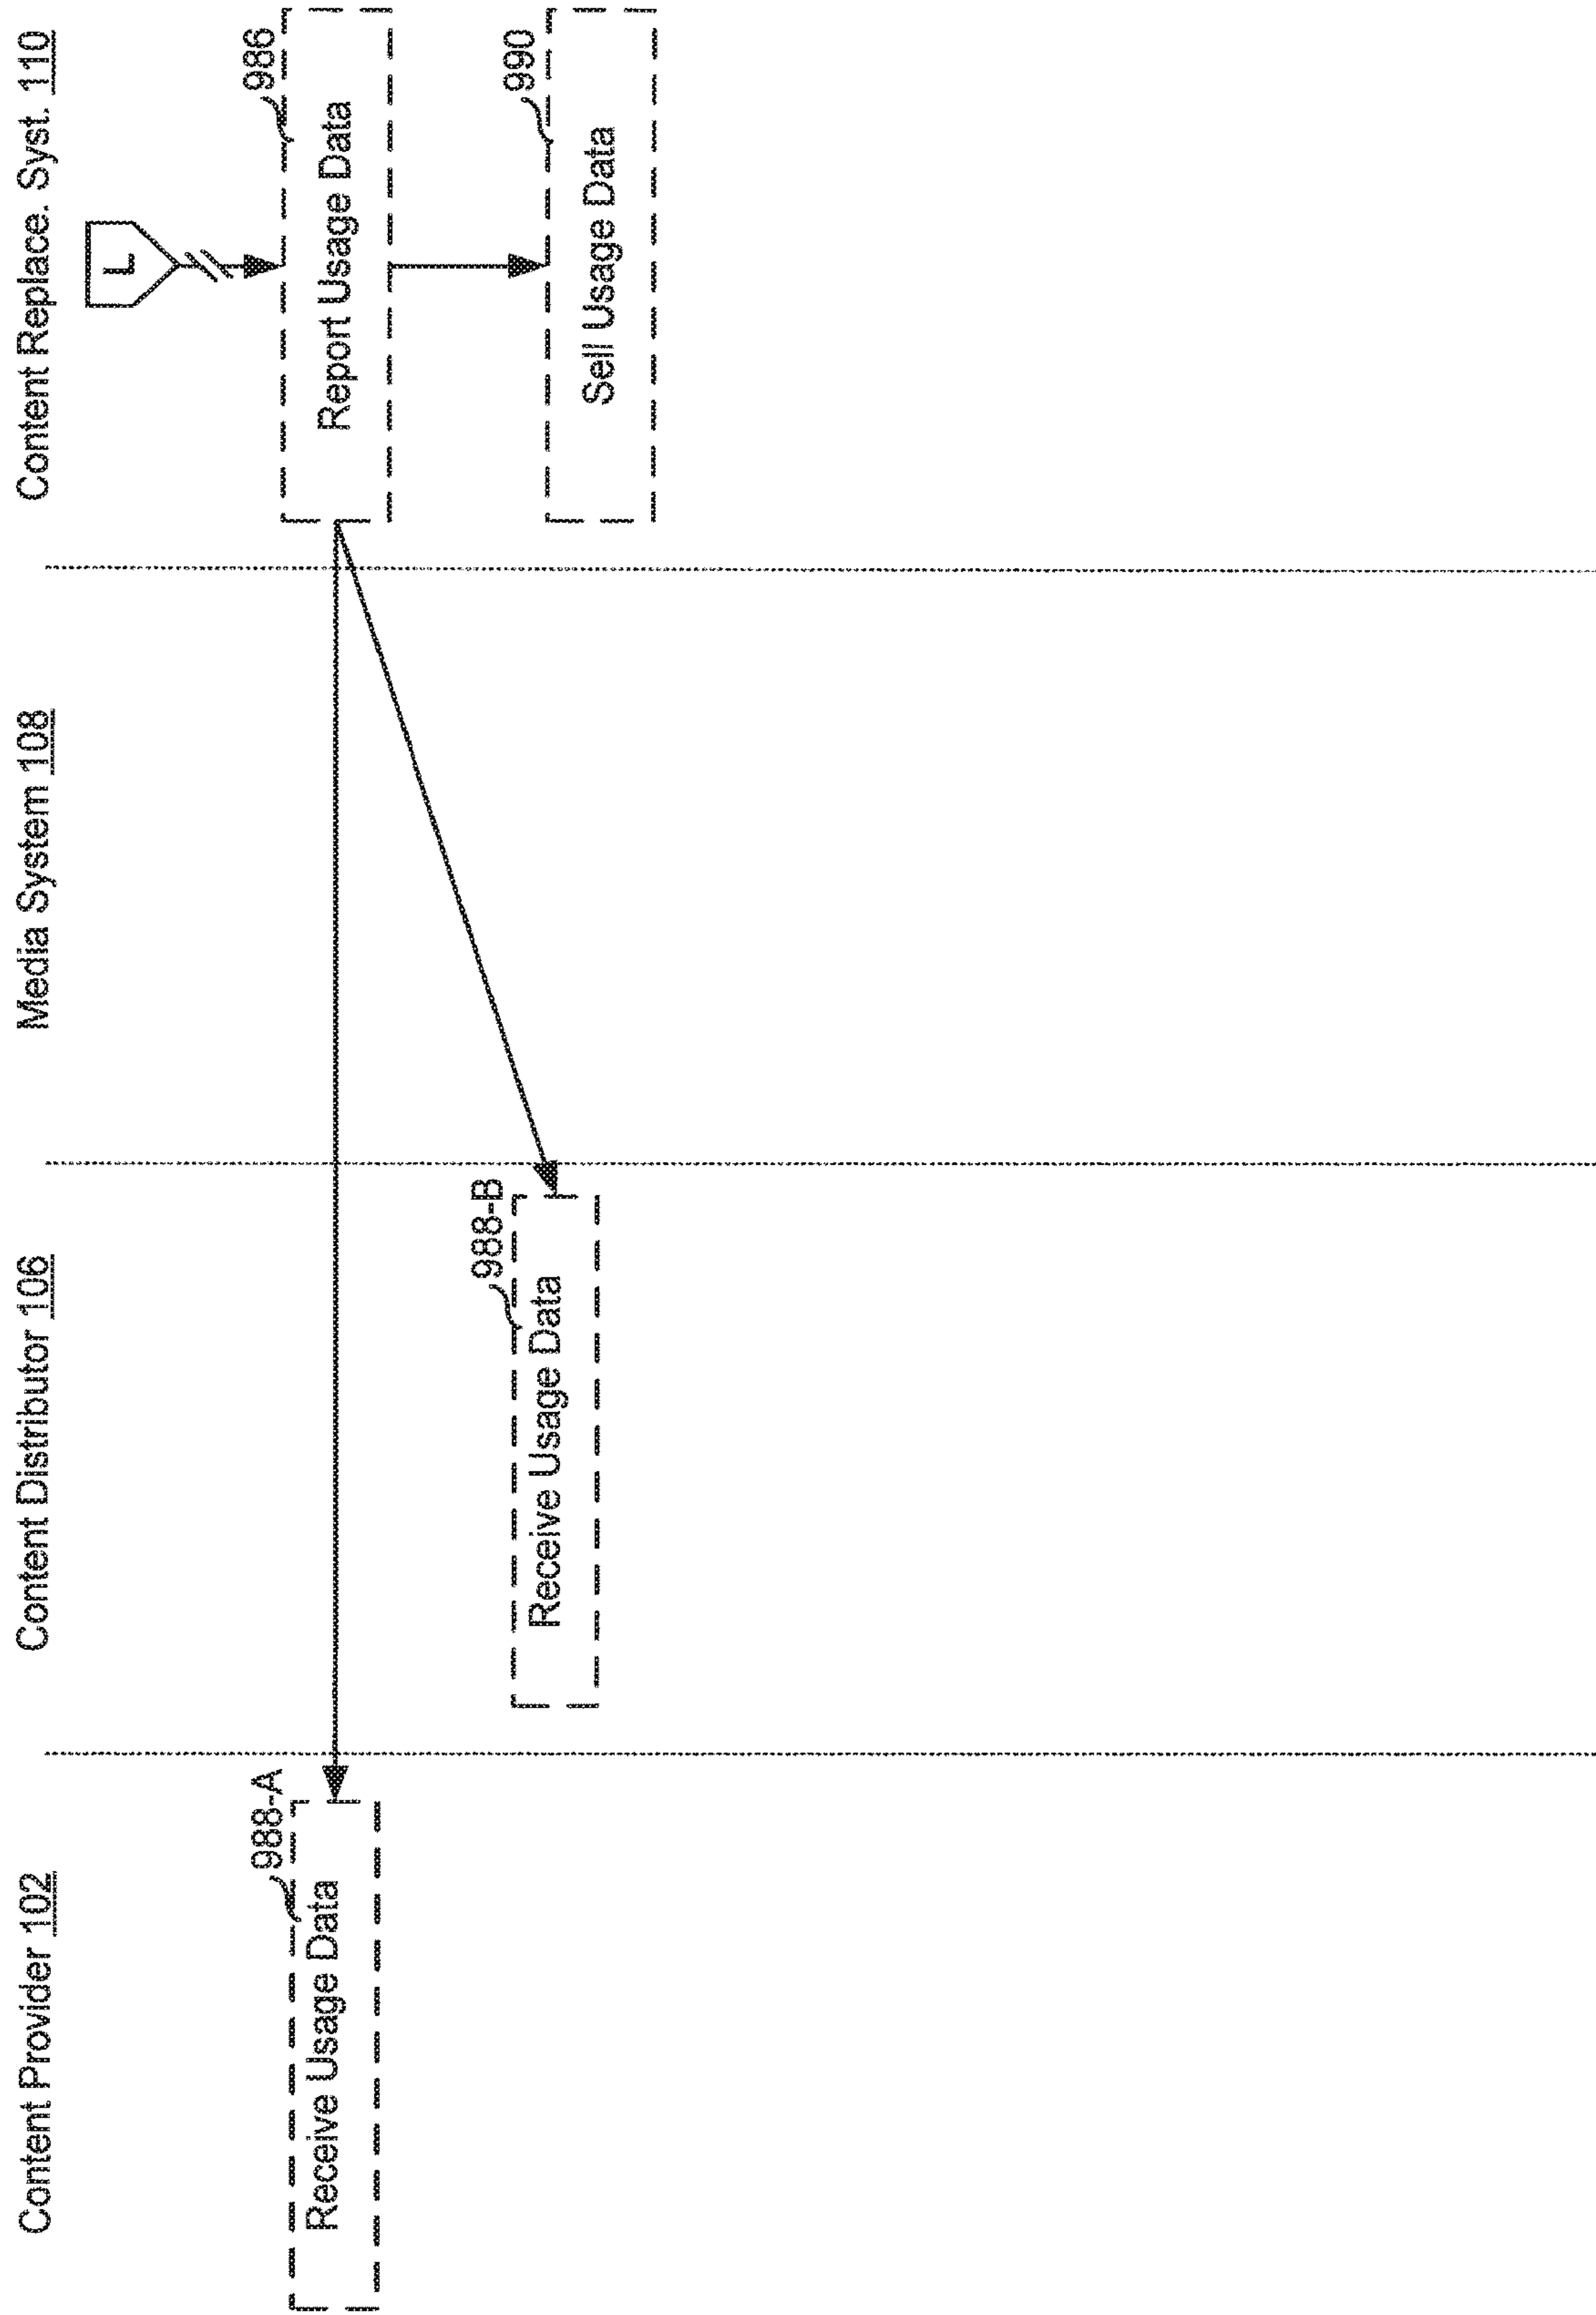 Content Provider 102
Content Distributor 106
Media System 108
Content Replace. Syst. 110
L
986
Report Usage Data
988-A
Receive Usage Data
988-B
Receive Usage Data
990
Sell Usage Data